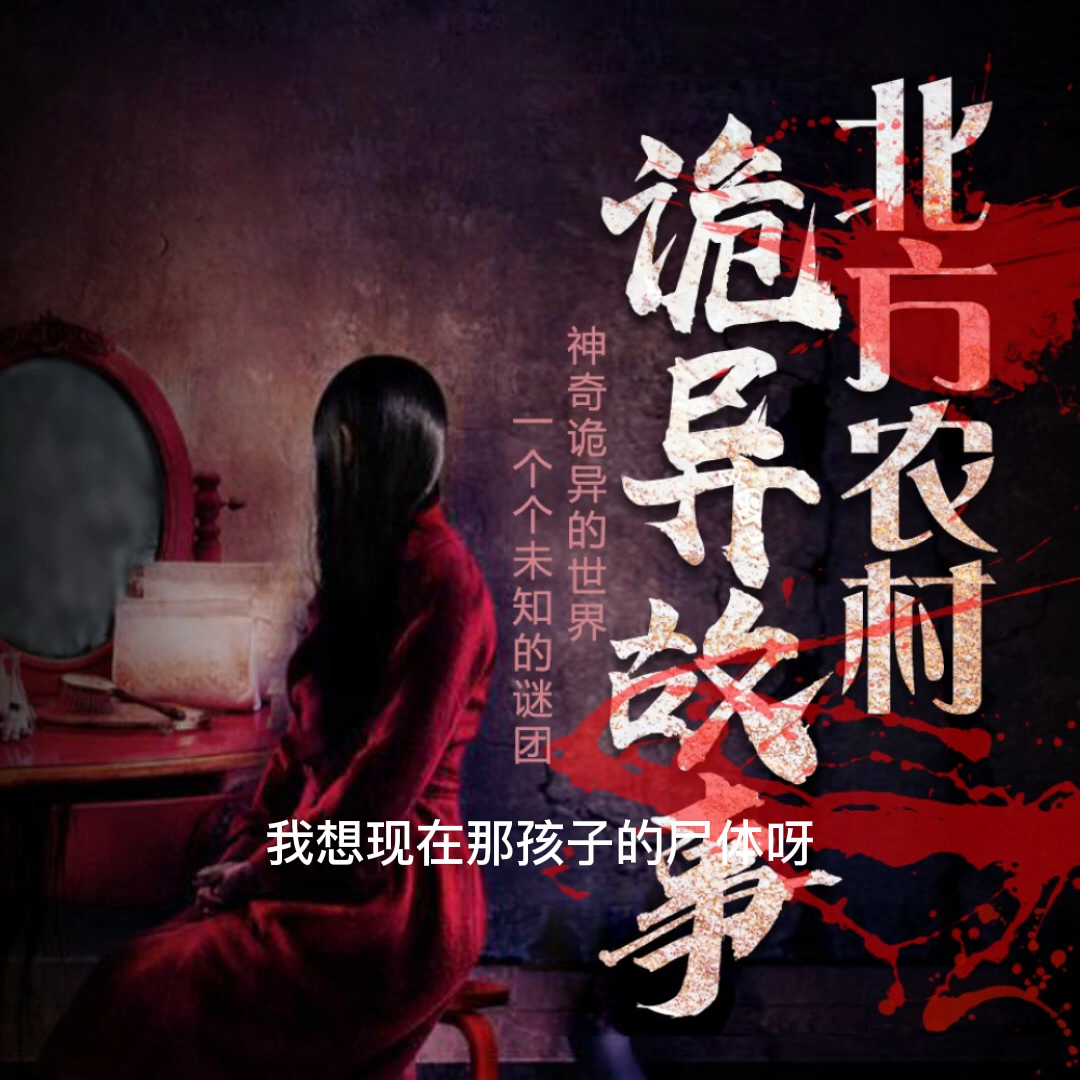 北方农村
诡异故事
神奇诡异的世界
一个个未知的谜团
我想现在那孩子的尸体呀